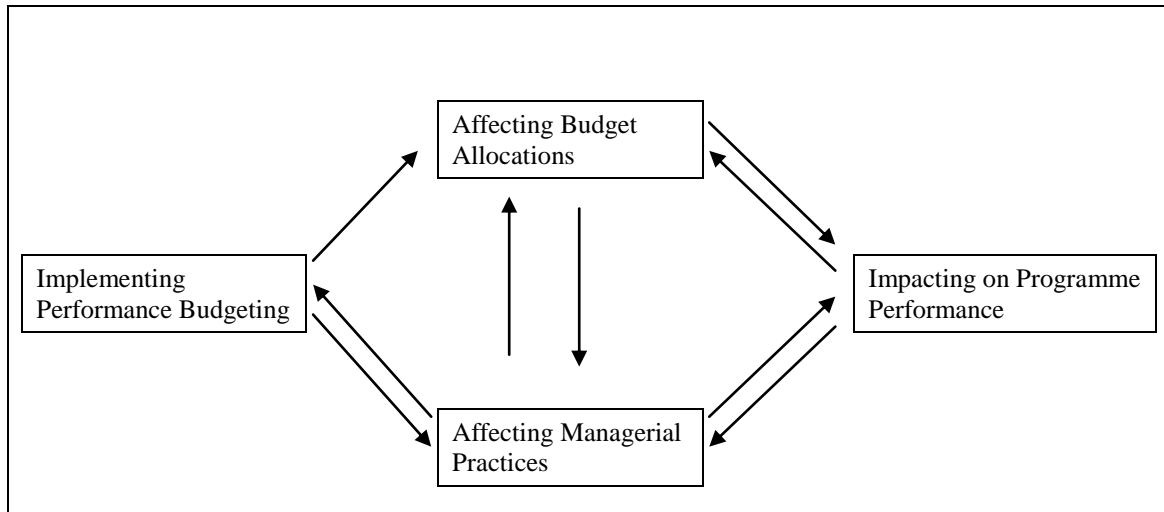 Affecting Budget
Allocations
Implementing
Performance Budgeting
Impacting on Programme
Performance
Affecting Managerial
Practices